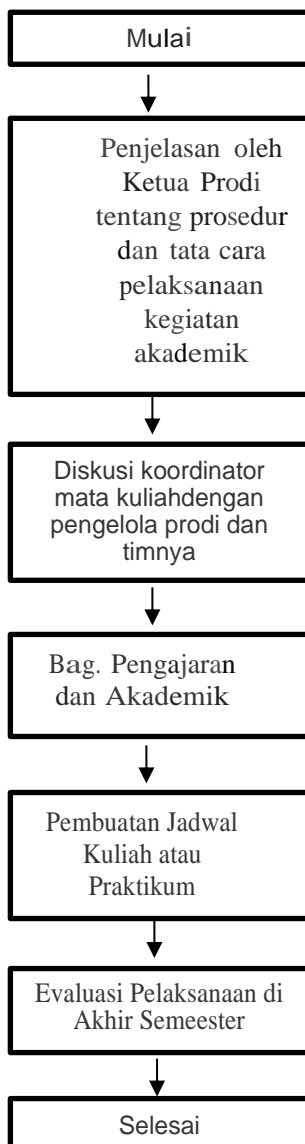 Mulai
Penjelasan oleh
Ketua Prodi
tentang prosedur
dan tata cara
pelaksanaan
kegiatan
akademik
Diskusi koordinator
mata kuliahdengan
pengelola prodi dan
timnya
Bag. Pengajaran
dan Akademik
Pembuatan Jadwal
Kuliah atau
Praktikum
Evaluasi Pelaksanaan di
Akhir Semeester
Selesai